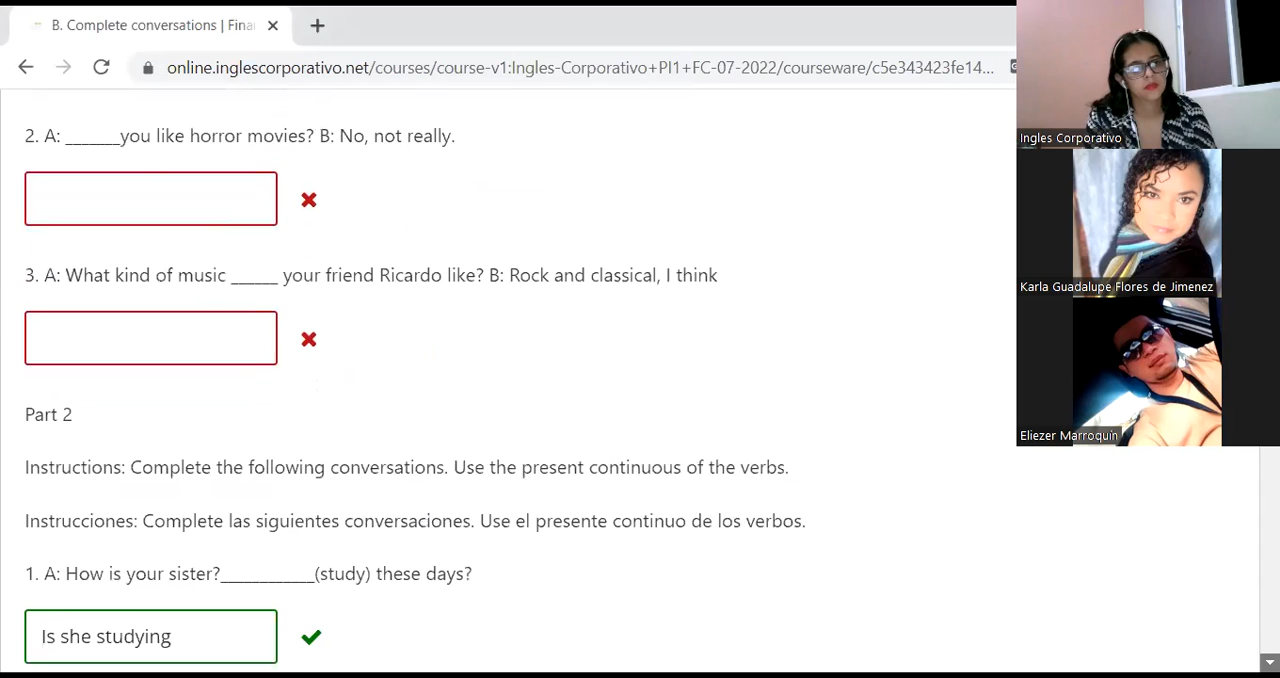 B. Complete conversations | Fina
online.inglescorporativo.net/courses/course-v1:Ingles-Corporativo+PI1+FC-07-2022/courseware/c5e343423fe14...
2. A: _______you like horror movies? B: No, not really.
3. A: What kind of music ______ your friend Ricardo like? B: Rock and classical, I think
Part 2
Instructions: Complete the following conversations. Use the present continuous of the verbs.
Instrucciones: Complete las siguientes conversaciones. Use el presente continuo de los verbos.
1. A: How is your sister?____________(study) these days?
Is she studying
Ingles Corporativo
Karla Guadalupe Flores de Jimenez
Eliezer Marroquin